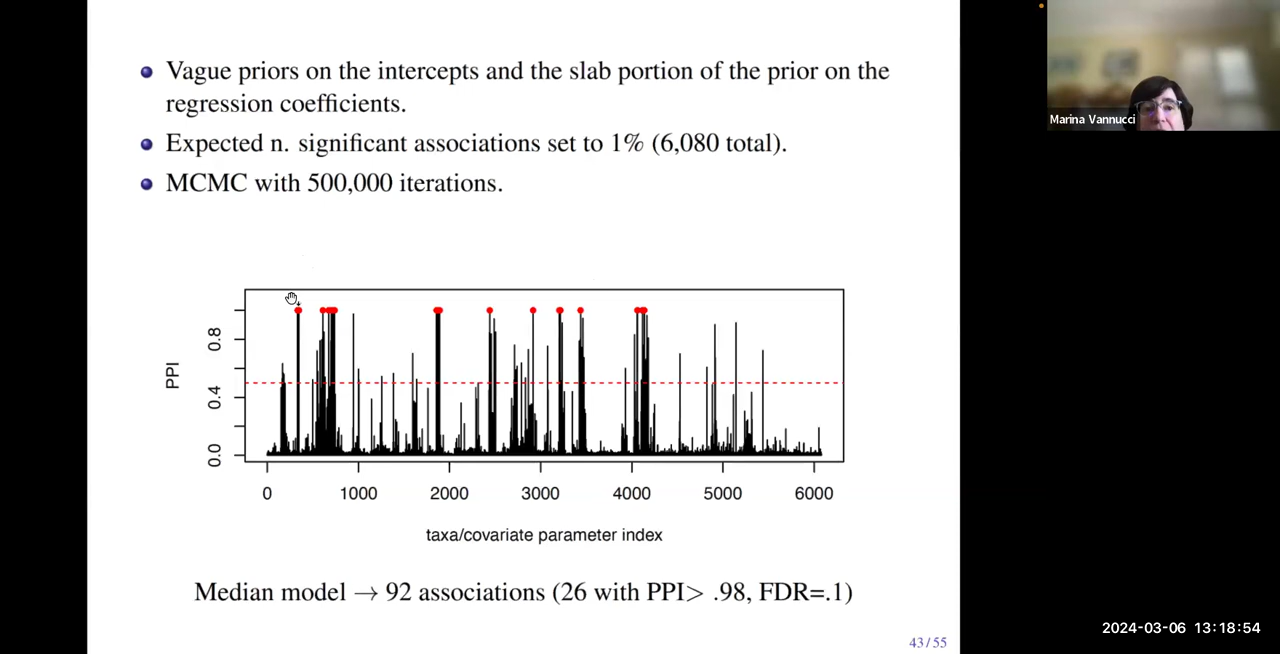 Vague priors on the intercepts and the slab portion of the prior on the
regression coefficients.
Expected n. significant associations set to 1% (6,080 total).
MCMC with 500,000 iterations.
Marina Vannucci
PPI
0.8
0.4
0.0
0 1000 2000 3000 4000 5000 6000
taxa/covariate parameter index
Median model → 92 associations (26 with PPI> .98, FDR=.1)
43/55
2024-03-06 13:18:54